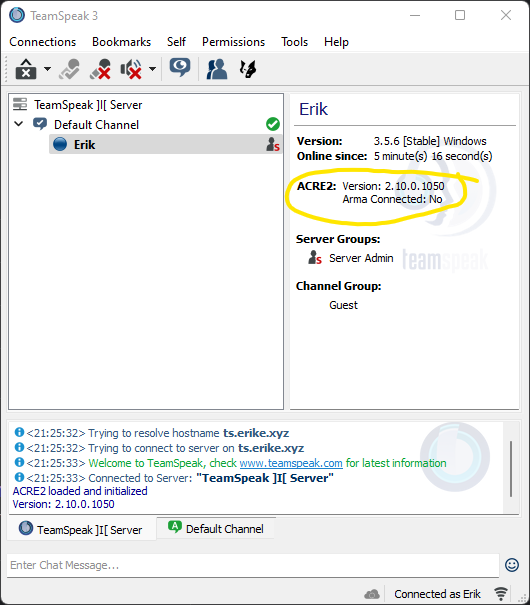 TeamSpeak 3
Connections Bookmarks Self Permissions Tools Help
TeamSpeak ]I[ Server
Default Channel
Erik
Erik
Version: 3.5.6 [Stable] Windows
Online since: 5 minute(s) 16 second(s)
ACRE2: Version: 2.10.0.1050
Arma Connected: No
Server Groups:
Server Admin
teamspeak
Channel Group:
Guest
<21:25:32> Trying to resolve hostname ts.erike.xyz
<21:25:32> Trying to connect to server on ts.erike.xyz
<21:25:33> Welcome to TeamSpeak, check www.teamspeak.com for latest information
<21:25:33> Connected to Server: "TeamSpeak ]I[ Server"
ACRE2 loaded and initialized
Version: 2.10.0.1050
TeamSpeak ]I[ Server
Default Channel
Enter Chat Message...
Connected as Erik